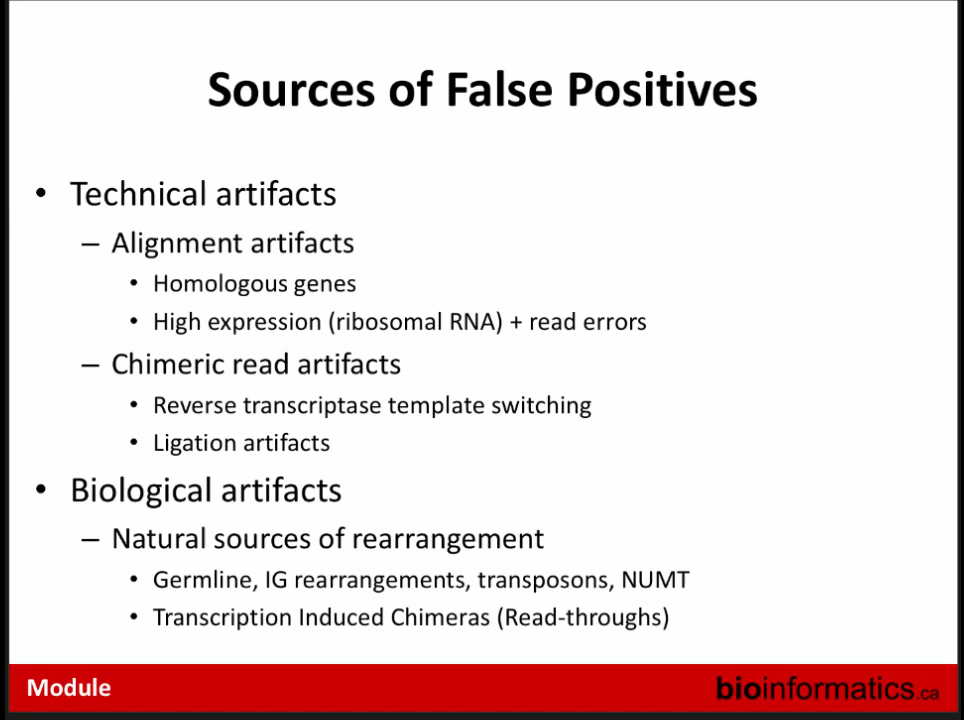 Sources of False Positives
• Technical artifacts
– Alignment artifacts
• Homologous genes
• High expression (ribosomal RNA) + read errors
– Chimeric read artifacts
• Reverse transcriptase template switching
• Ligation artifacts
• Biological artifacts
– Natural sources of rearrangement
• Germline, IG rearrangements, transposons, NUMT
• Transcription Induced Chimeras (Read-throughs)
Module
bioinformatics.ca